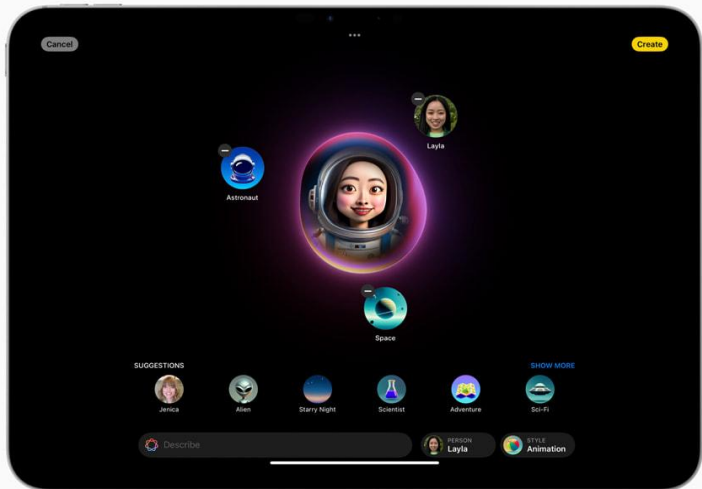 Cancel
Create
Layla
Astronaut
Space
SUGGESTIONS
SHOW MORE
Jenica
Alien
Starry Night
Scientist
Adventure
Sci-Fi
Describe
PERSON
Layla
STYLE
Animation